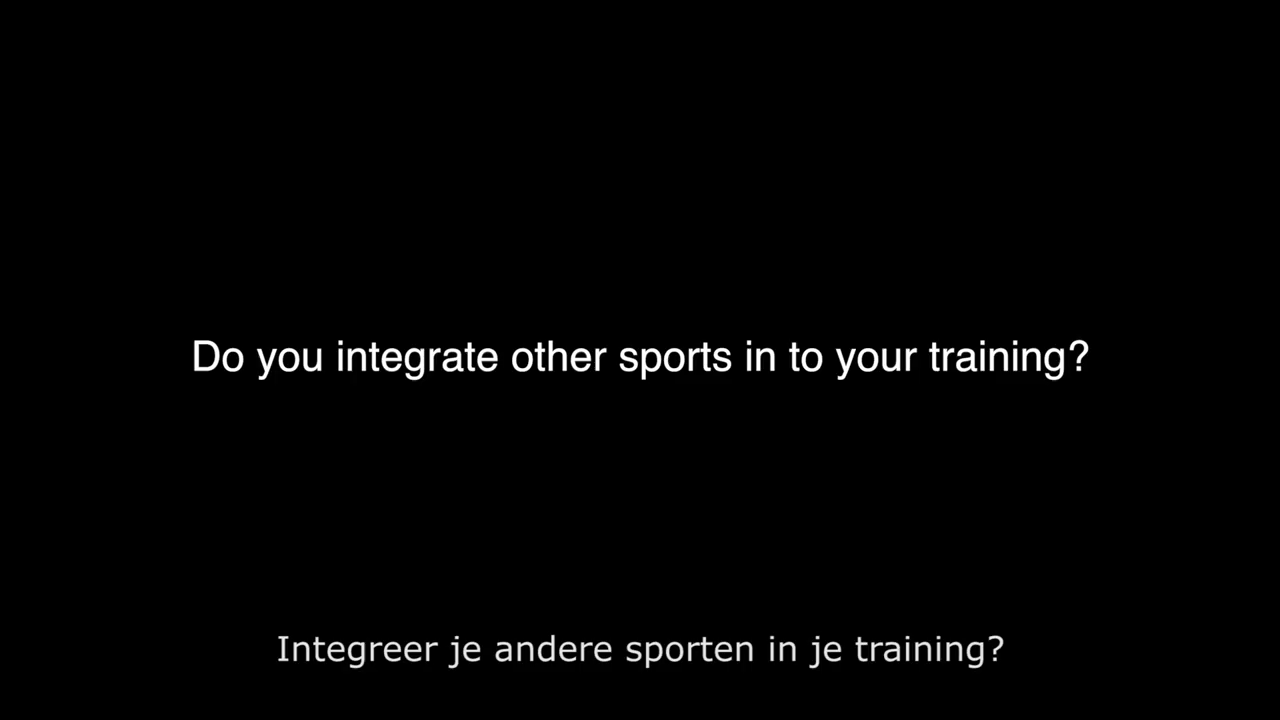 Do you integrate other sports in to your training?
Integreer je andere sporten in je training?